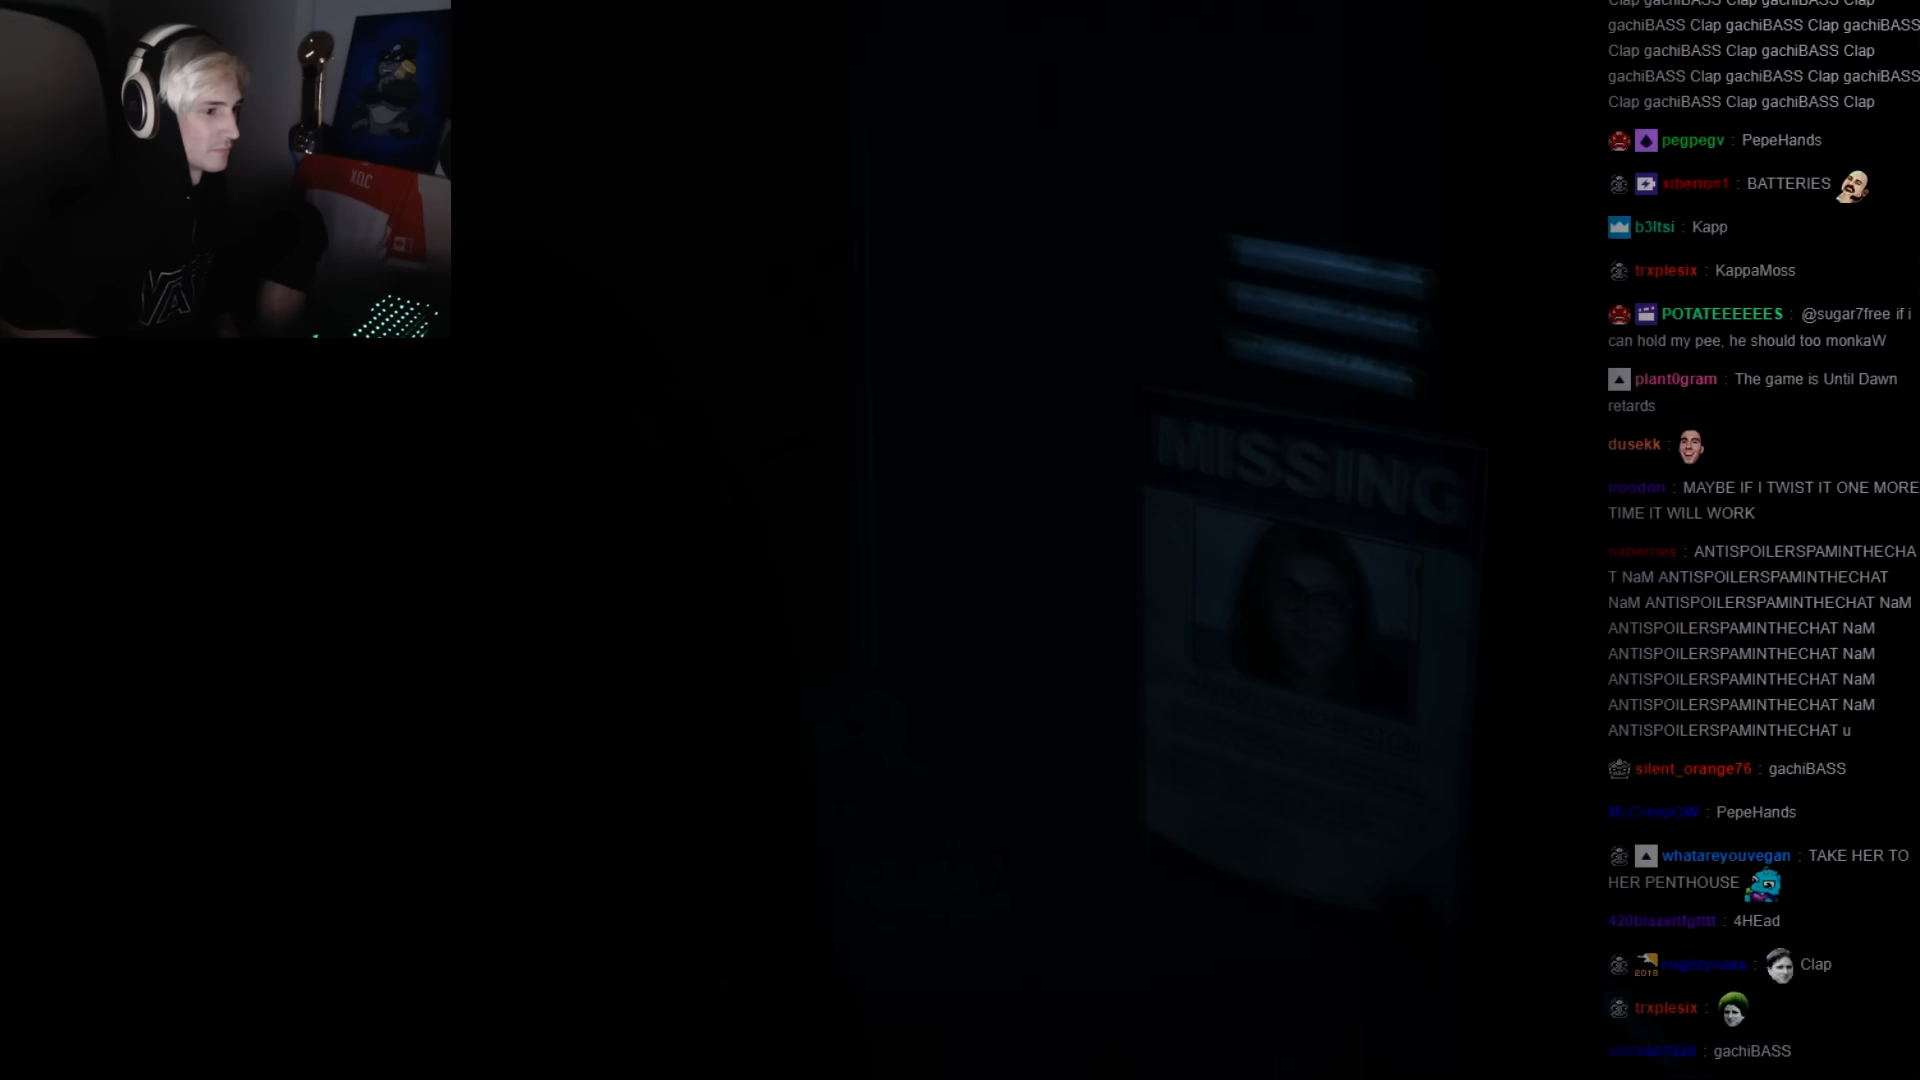 XQC
MISSING
Clap gachiBASS Clap gachiBASS Clap
gachiBASS Clap gachiBASS Clap gachiBASS
Clap gachiBASS Clap gachiBASS Clap
gachiBASS Clap gachiBASS Clap gachiBASS
Clap gachiBASS Clap gachiBASS Clap
pegpegv : PepeHands
: BATTERIES
b3ltsi : Kapp
trxplesix : KappaMoss
POTATEEEEEES : @sugar7free if i
can hold my pee, he should too monkaW
plant0gram : The game is Until Dawn
retards
dusekk :
: MAYBE IF I TWIST IT ONE MORE
TIME IT WILL WORK
: ANTISPOILERSPAMINTHECHA
T NaM ANTISPOILERSPAMINTHECHAT
NaM ANTISPOILERSPAMINTHECHAT NaM
ANTISPOILERSPAMINTHECHAT NaM
ANTISPOILERSPAMINTHECHAT NaM
ANTISPOILERSPAMINTHECHAT NaM
ANTISPOILERSPAMINTHECHAT NaM
ANTISPOILERSPAMINTHECHAT u
silent_orange76 : gachiBASS
McCreepOW : PepeHands
whatareyouvegan : TAKE HER TO
HER PENTHOUSE
420blazeitfgtttt : 4HEad
2018 : Clap
trxplesix :
: gachiBASS